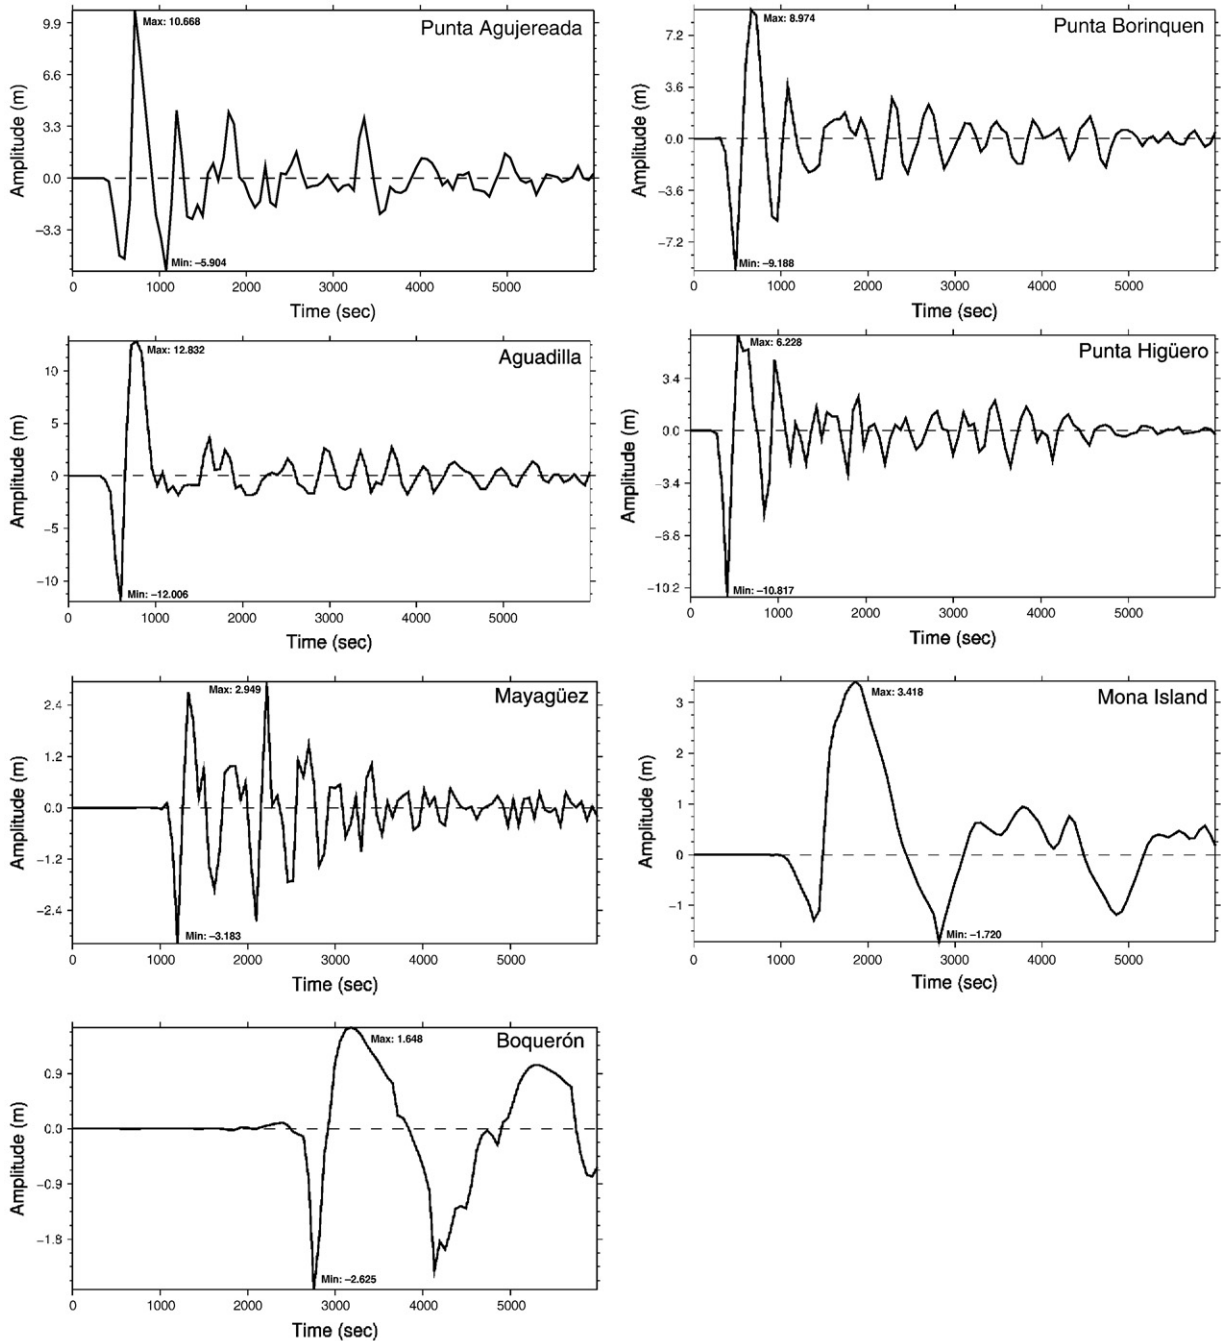 Punta Agujereada
Max: 10.668
Min: –5.904
9.9
6.6
3.3
0.0
–3.3
Amplitude (m)
0 1000 2000 3000 4000 5000
Time (sec)
Punta Borinquen
Max: 8.974
Min: –9.188
7.2
3.6
0.0
–3.6
–7.2
Amplitude (m)
0 1000 2000 3000 4000 5000
Time (sec)
Aguadilla
Max: 12.832
Min: –12.006
10
5
0
–5
–10
Amplitude (m)
0 1000 2000 3000 4000 5000
Time (sec)
Punta Higüero
Max: 6.228
Min: –10.817
3.4
0.0
–3.4
–6.8
–10.2
Amplitude (m)
0 1000 2000 3000 4000 5000
Time (sec)
Mayagüez
Max: 2.949
Min: –3.183
2.4
1.2
0.0
–1.2
–2.4
Amplitude (m)
0 1000 2000 3000 4000 5000
Time (sec)
Mona Island
Max: 3.418
Min: –1.720
3
2
1
0
–1
Amplitude (m)
0 1000 2000 3000 4000 5000
Time (sec)
Boquerón
Max: 1.648
Min: –2.625
0.9
0.0
–0.9
–1.8
Amplitude (m)
0 1000 2000 3000 4000 5000
Time (sec)